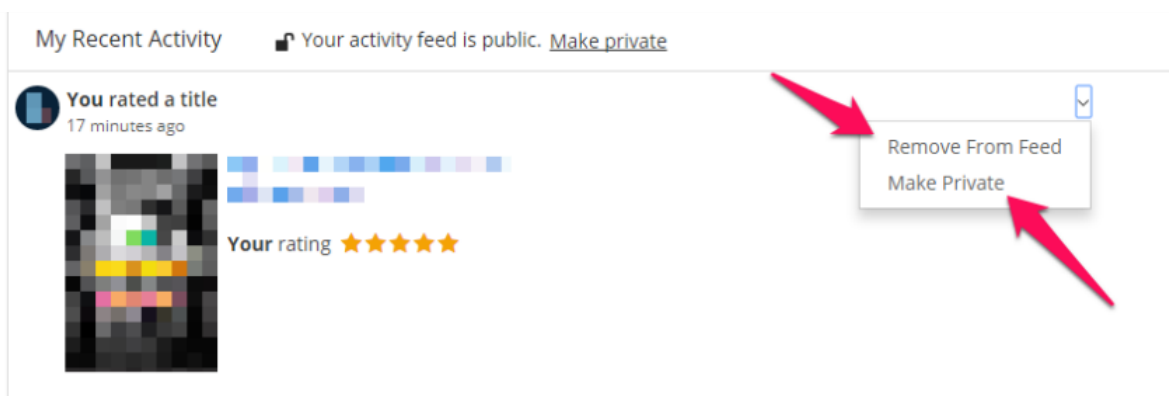 My Recent Activity Your activity feed is public. Make private
You rated a title
17 minutes ago
Remove From Feed
Make Private
Your rating